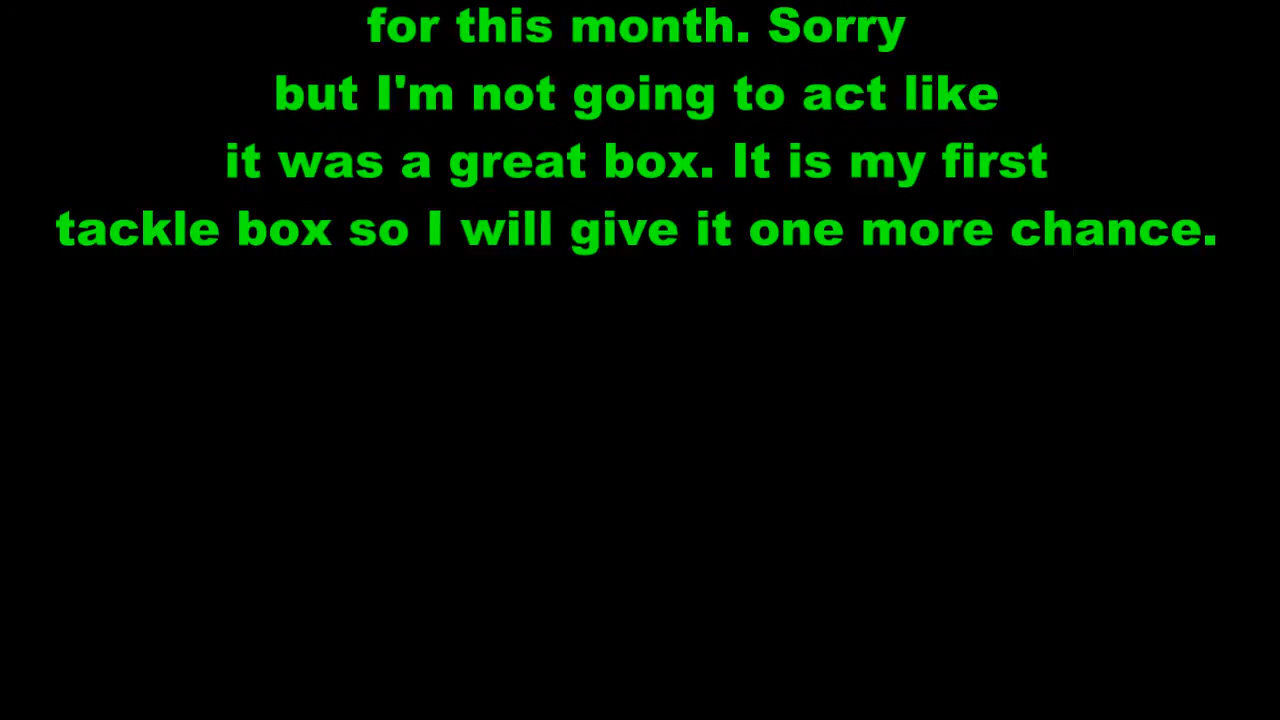 for this month. Sorry
but I'm not going to act like
it was a great box. It is my first
tackle box so I will give it one more chance.